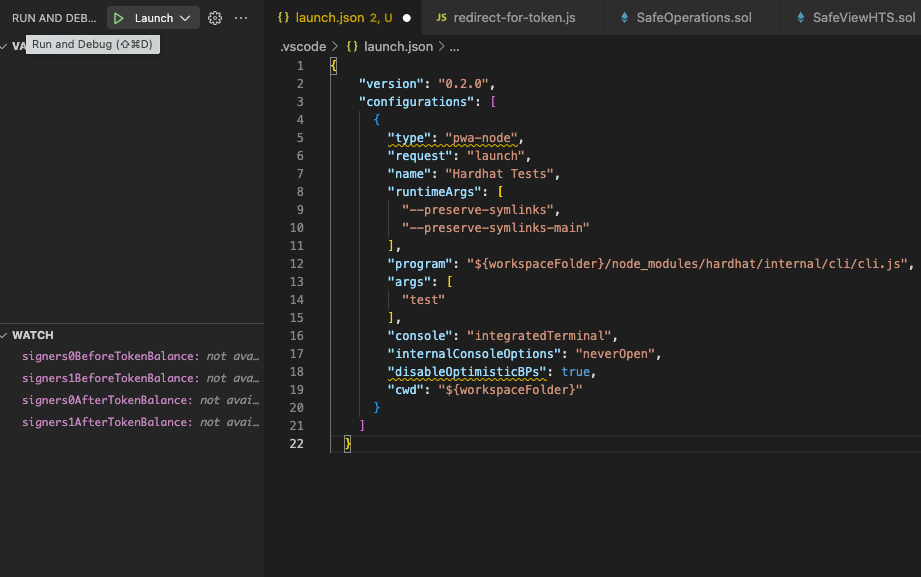 RUN AND DEB... Launch ...
Run and Debug (⇧⌘D)
VA
WATCH
signers0BeforeTokenBalance: not ava…
signers1BeforeTokenBalance: not ava…
signers0AfterTokenBalance: not avai…
signers1AfterTokenBalance: not avai…
{} launch.json 2, U ● JS redirect-for-token.js SafeOperations.sol SafeViewHTS.sol
.vscode > {} launch.json > ...
1 {
2 "version": "0.2.0",
3 "configurations": [
4 {
5 "type": "pwa-node",
6 "request": "launch",
7 "name": "Hardhat Tests",
8 "runtimeArgs": [
9 "--preserve-symlinks",
10 "--preserve-symlinks-main"
11 ],
12 "program": "${workspaceFolder}/node_modules/hardhat/internal/cli/cli.js",
13 "args": [
14 "test"
15 ],
16 "console": "integratedTerminal",
17 "internalConsoleOptions": "neverOpen",
18 "disableOptimisticBPs": true,
19 "cwd": "${workspaceFolder}"
20 }
21 ]
22 }